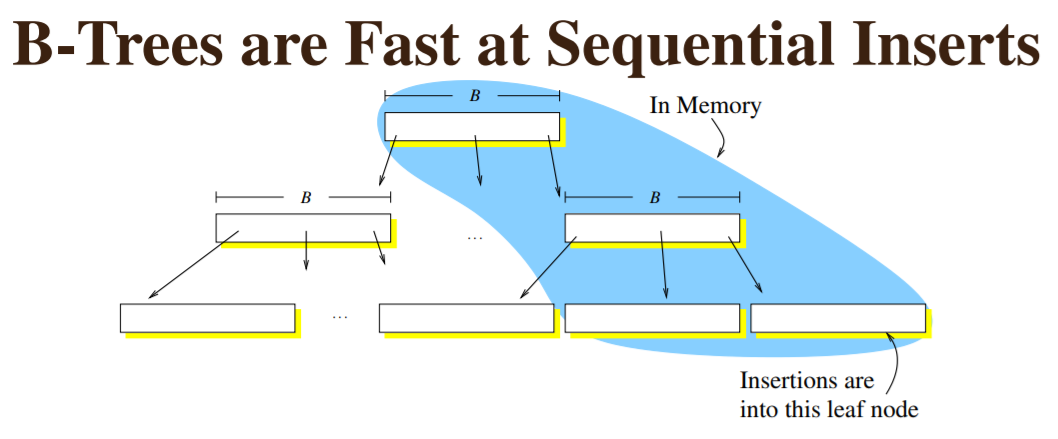 B-Trees are Fast at Sequential Inserts
B
In Memory
B
B
...
...
Insertions are
into this leaf node